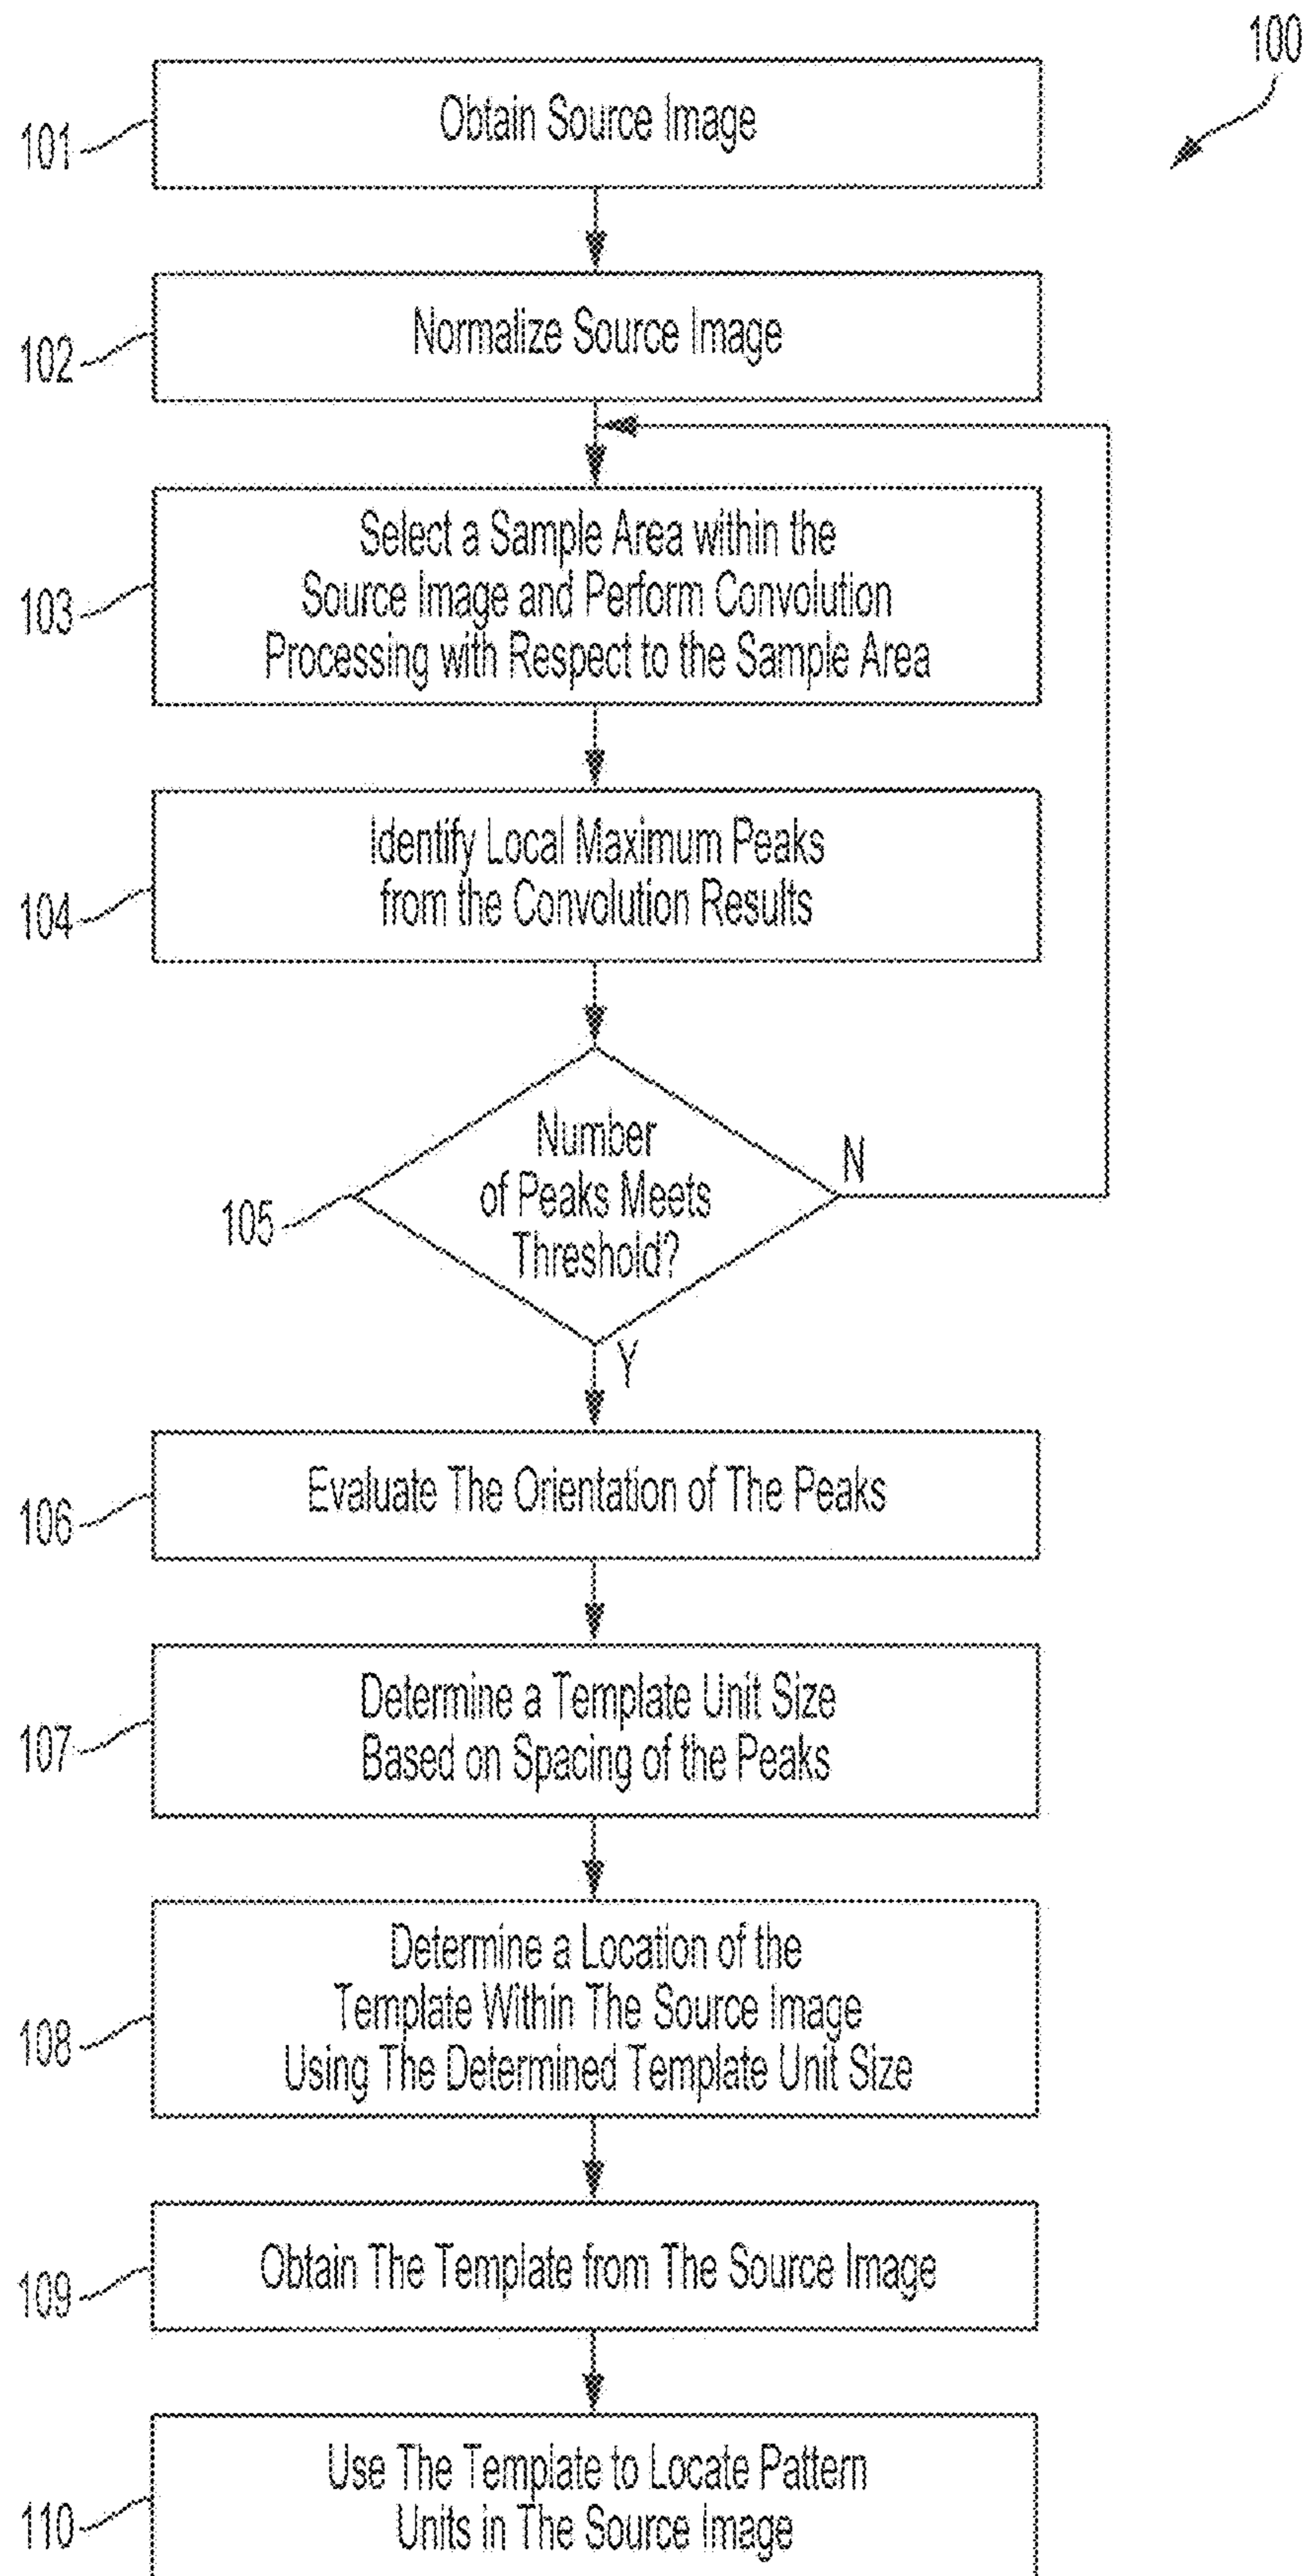 100
101
Obtain Source Image
102
Normalize Source Image
103
Select a Sample Area within the
Source Image and Perform Convolution
Processing with Respect to the Sample Area
104
Identify Local Maximum Peaks
from the Convolution Results
105
Number
of Peaks Meets
Threshold?
N
Y
106
Evaluate The Orientation of The Peaks
107
Determine a Template Unit Size
Based on Spacing of the Peaks
108
Determine a Location of the
Template Within The Source Image
Using The Determined Template Unit Size
109
Obtain The Template from The Source Image
110
Use The Template to Locate Pattern
Units in The Source Image